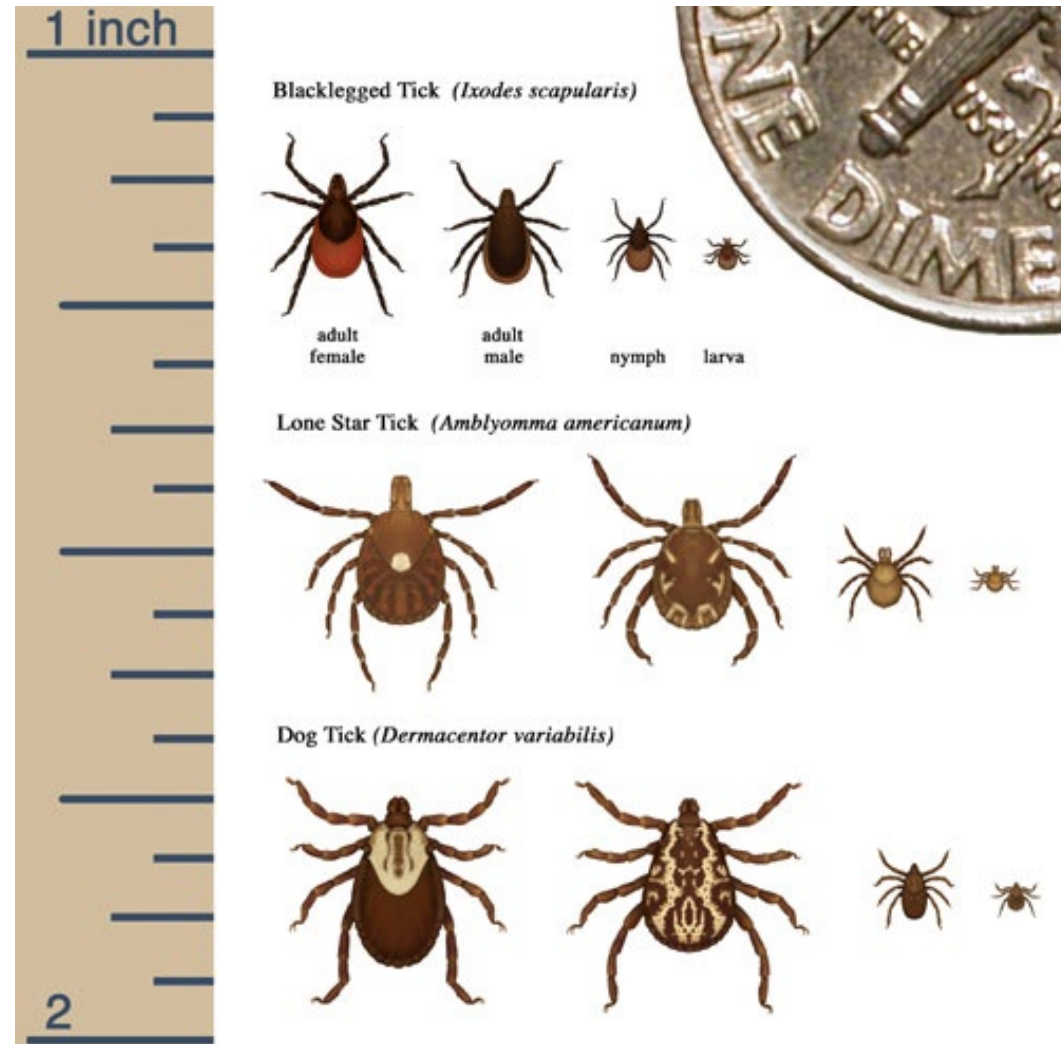 1 inch
Blacklegged Tick (Ixodes scapularis)
adult
female
adult
male
nymph
larva
ONE DIME
Lone Star Tick (Amblyomma americanum)
Dog Tick (Dermacentor variabilis)
2